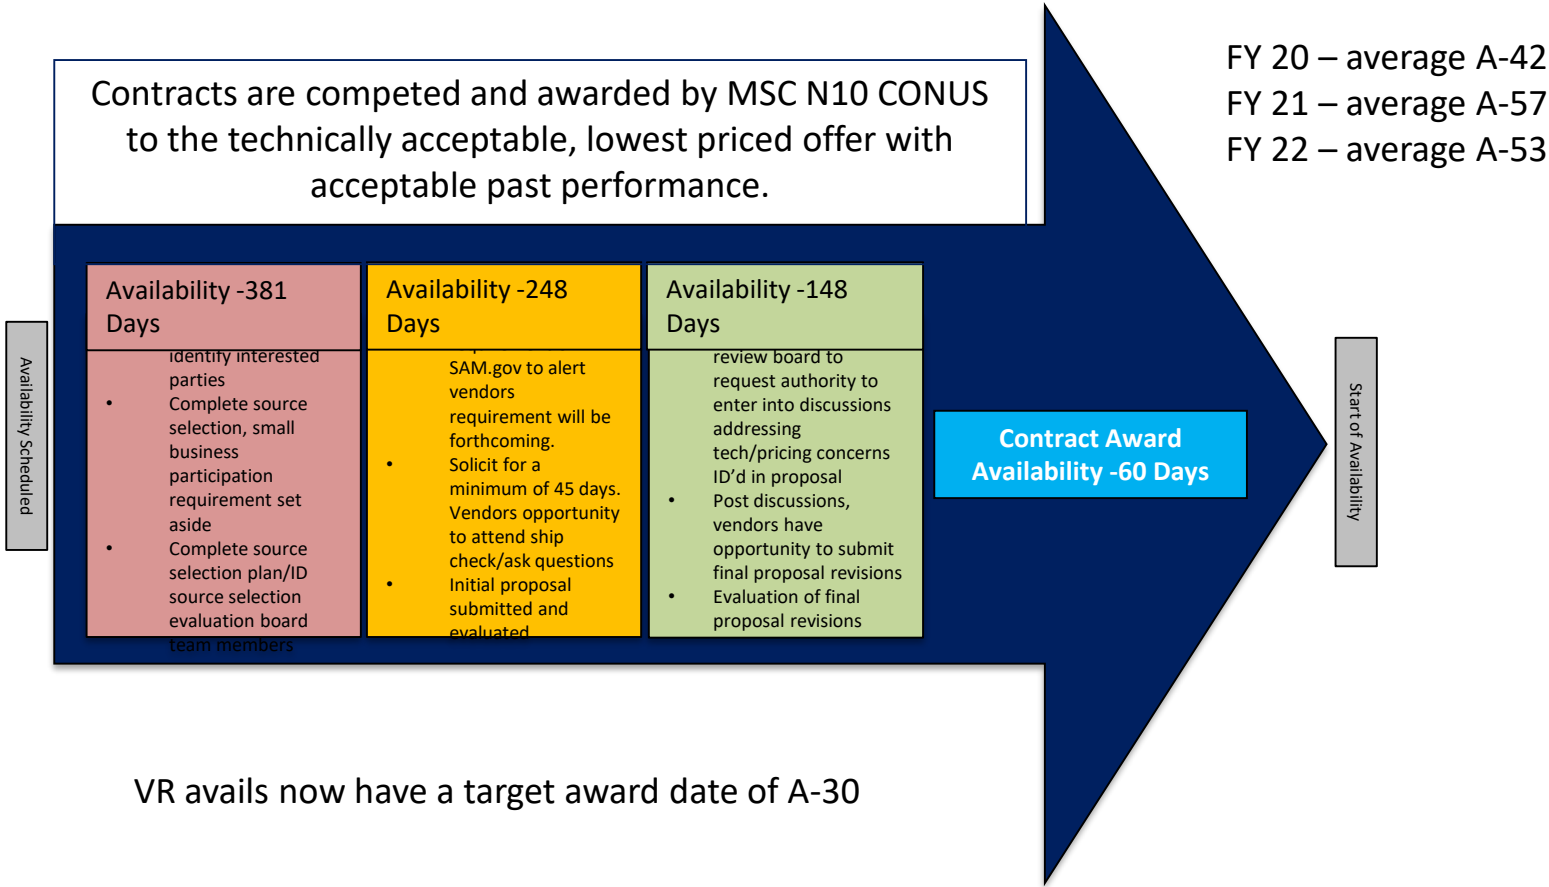 FY 20 – average A-42
FY 21 – average A-57
FY 22 – average A-53
Contracts are competed and awarded by MSC N10 CONUS
to the technically acceptable, lowest priced offer with
acceptable past performance.
Availability Scheduled
Availability -381
Days
identify interested
parties
• Complete source
selection, small
business
participation
requirement set
aside
• Complete source
selection plan/ID
source selection
evaluation board
team members
Availability -248
Days
SAM.gov to alert
vendors
requirement will be
forthcoming.
• Solicit for a
minimum of 45 days.
Vendors opportunity
to attend ship
check/ask questions
• Initial proposal
submitted and
evaluated
Availability -148
Days
review board to
request authority to
enter into discussions
addressing
tech/pricing concerns
ID’d in proposal
• Post discussions,
vendors have
opportunity to submit
final proposal revisions
• Evaluation of final
proposal revisions
Contract Award
Availability -60 Days
Start of Availability
VR avails now have a target award date of A-30